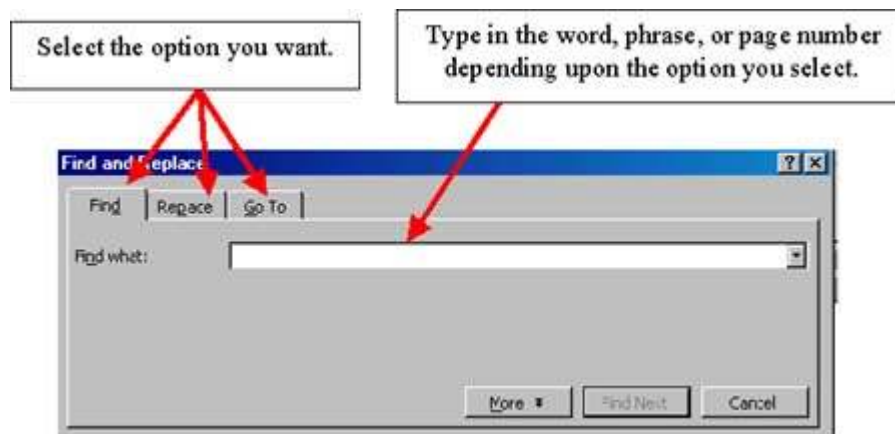 Select the option you want.
Type in the word, phrase, or page number
depending upon the option you select.
Find and Replace
Find Repace Go To
Find what:
More Find Next Cancel